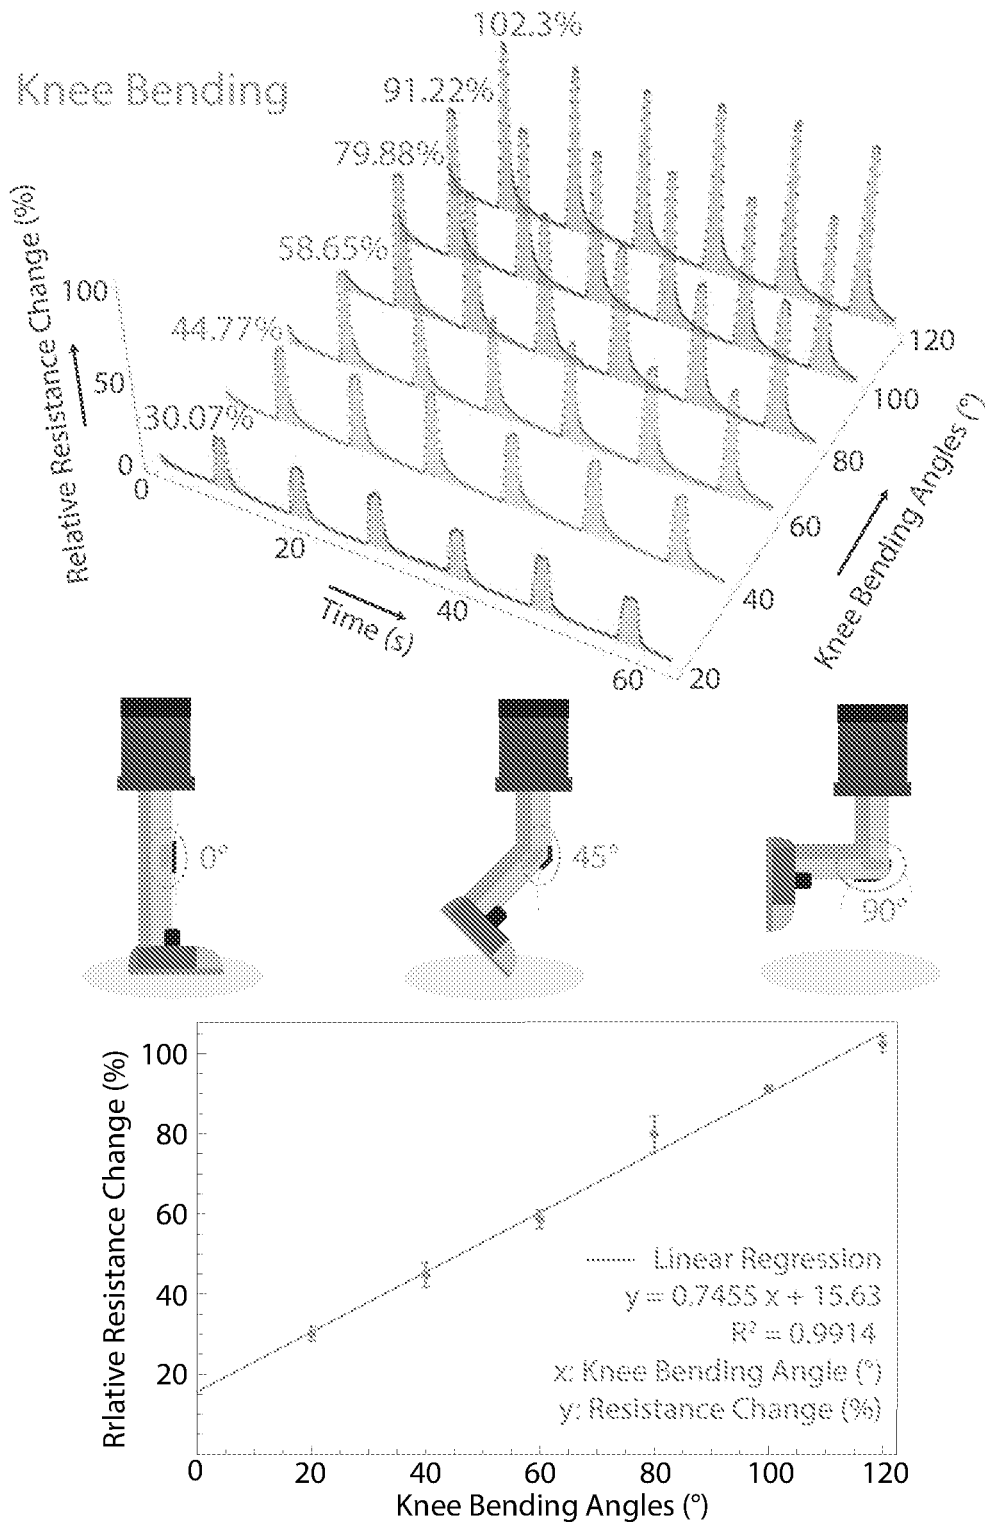 102.3%
Knee Bending
91.22%
79.88%
58.65%
44.77%
30.07%
Relative Resistance Change (%)
100
50
0
0
20
40
60
Time (s)
20
40
60
80
100
120
Knee Bending Angles (°)
0°
45°
90°
Rrlative Resistance Change (%)
100
80
60
40
20
Linear Regression
y = 0.7455 x + 15.63
R² = 0.9914
x: Knee Bending Angle (°)
y: Resistance Change (%)
0 20 40 60 80 100 120
Knee Bending Angles (°)